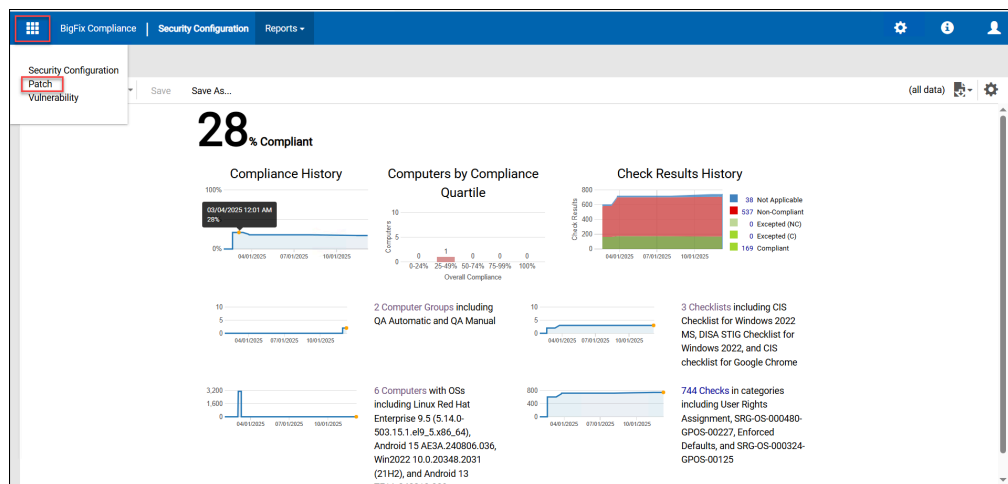 BigFix Compliance | Security Configuration Reports
Security Configuration
Patch
Vulnerability
Save Save As... (all data)
28 % Compliant
Compliance History
100%
03/04/2025 12:01 AM
28%
0%
04/01/2025 07/01/2025 10/01/2025
Computers by Compliance
Quartile
Computers
10
5
0
0 1 0 0 0
0-24% 25-49% 50-74% 75-99% 100%
Overall Compliance
Check Results History
Check Results
800
600
400
200
0
04/01/2025 07/01/2025 10/01/2025
38 Not Applicable
537 Non-Compliant
0 Excepted (NC)
0 Excepted (C)
169 Compliant
10
5
0
04/01/2025 07/01/2025 10/01/2025
2 Computer Groups including
QA Automatic and QA Manual
10
5
0
04/01/2025 07/01/2025 10/01/2025
3 Checklists including CIS
Checklist for Windows 2022
MS, DISA STIG Checklist for
Windows 2022, and CIS
checklist for Google Chrome
3,200
1,600
0
04/01/2025 07/01/2025 10/01/2025
6 Computers with OSs
including Linux Red Hat
Enterprise 9.5 (5.14.0-
503.15.1.el9_5.x86_64),
Android 15 AE3A.240806.036,
Win2022 10.0.20348.2031
(21H2), and Android 13
800
400
0
04/01/2025 07/01/2025 10/01/2025
744 Checks in categories
including User Rights
Assignment, SRG-OS-000480-
GPOS-00227, Enforced
Defaults, and SRG-OS-000324-
GPOS-00125